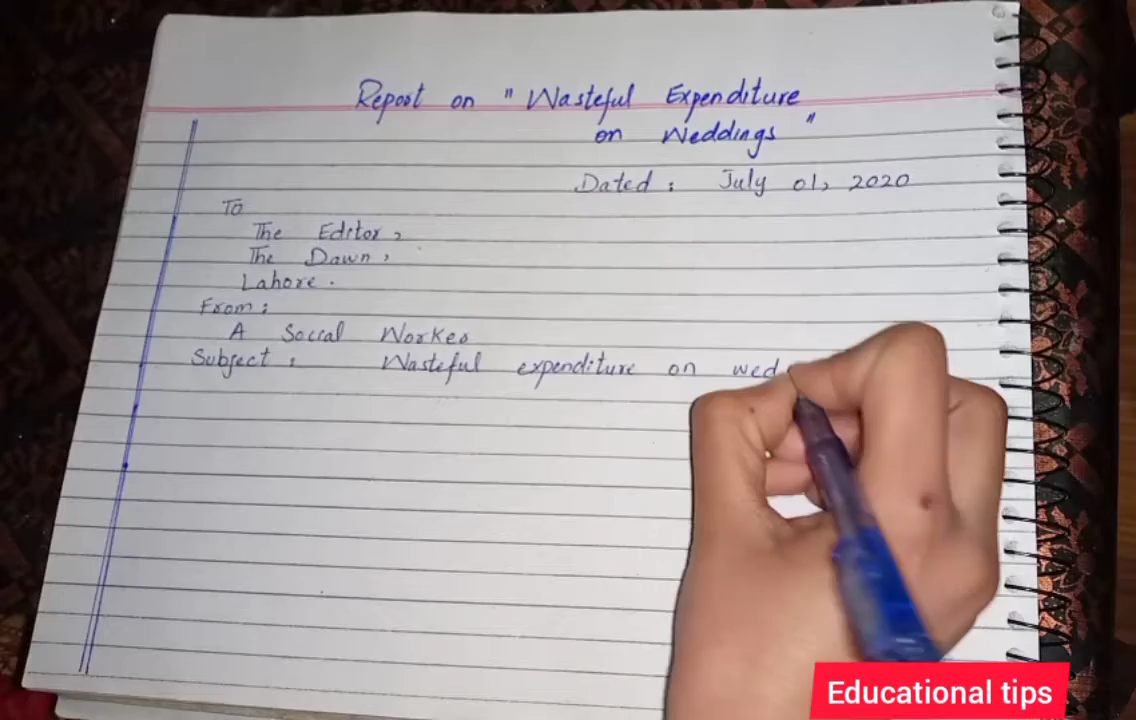 Report on " Wasteful Expenditure
on Weddings "
Dated : July 01, 2020
To
The Editor,
The Dawn,
Lahore.
From :
A Social Worker
Subject : Wasteful expenditure on wed
Educational tips